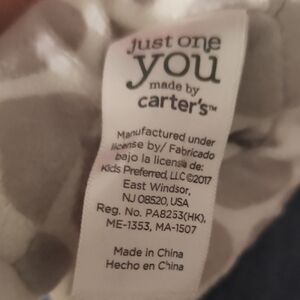 just one
you
made by
carter's™
Manufactured under
license by/ Fabricado
bajo la licensa de:
Kids Preferred, LLC ©2017
East Windsor,
NJ 08520, USA
Reg. No. PA8253(HK),
ME-1353, MA-1507
Made in China
Hecho en China